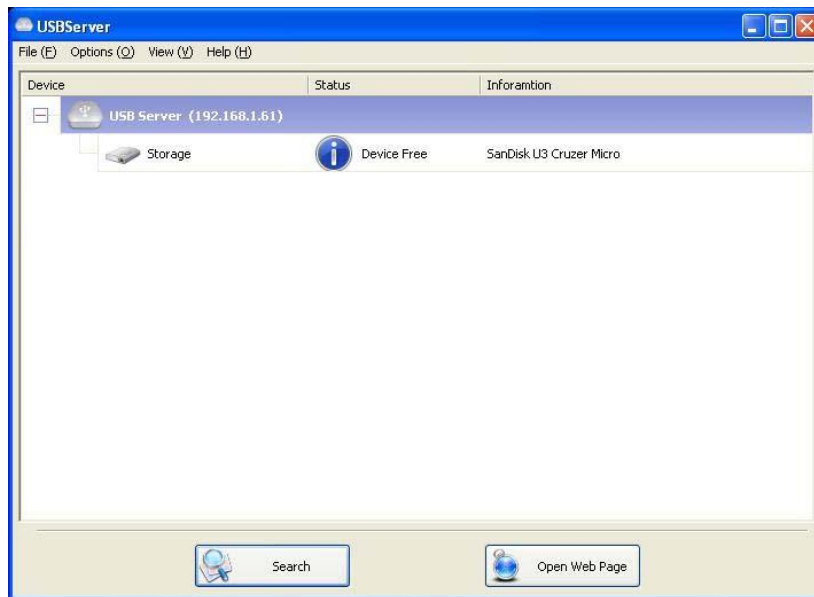 USBServer
File (F) Options (O) View (V) Help (H)
Device Status Inforamtion
USB Server (192.168.1.61)
Storage Device Free SanDisk U3 Cruzer Micro
Search Open Web Page